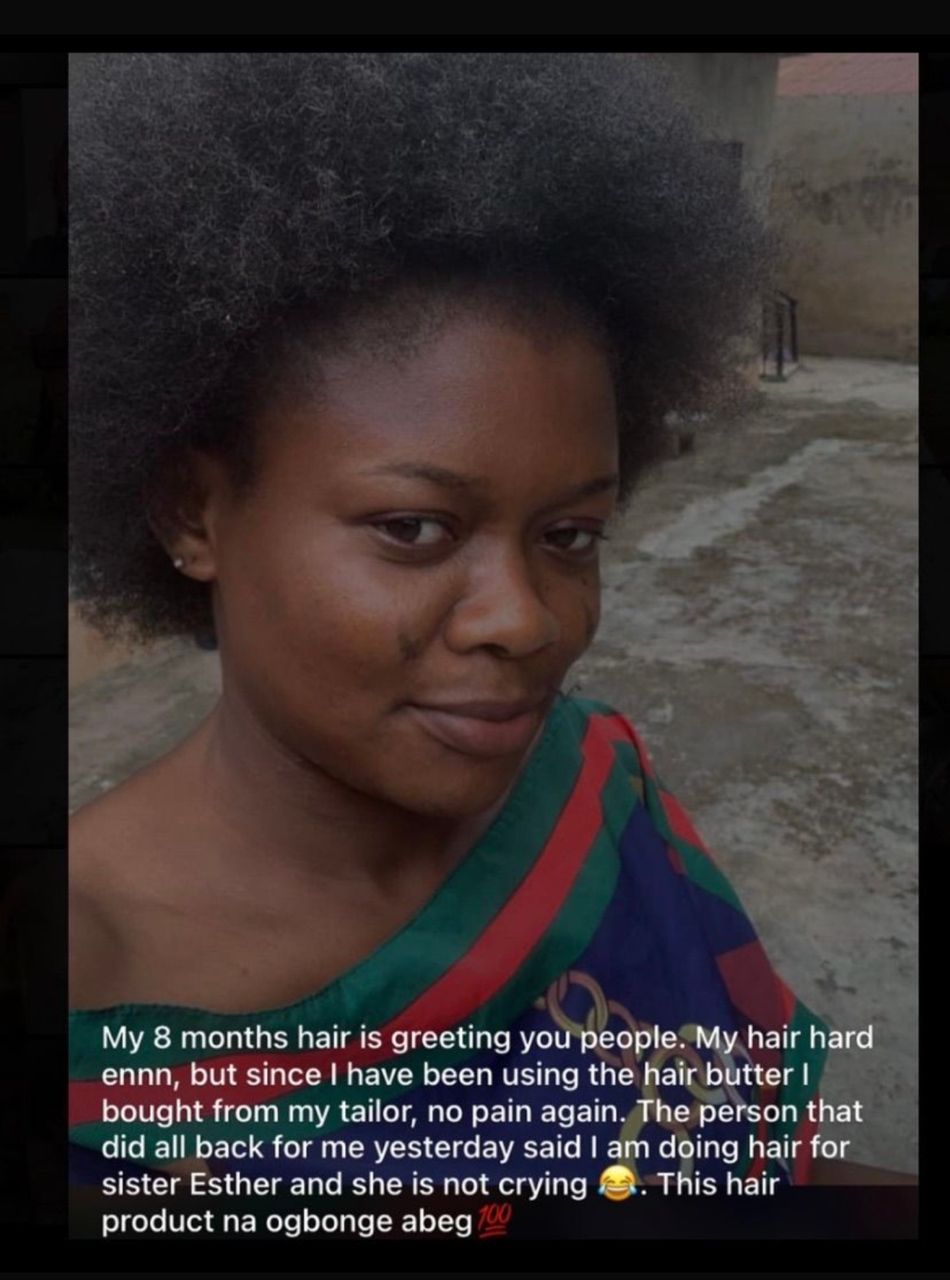 My 8 months hair is greeting you people. My hair hard
ennn, but since I have been using the hair butter I
bought from my tailor, no pain again. The person that
did all back for me yesterday said I am doing hair for
sister Esther and she is not crying 😂. This hair
product na ogbonge abeg💯